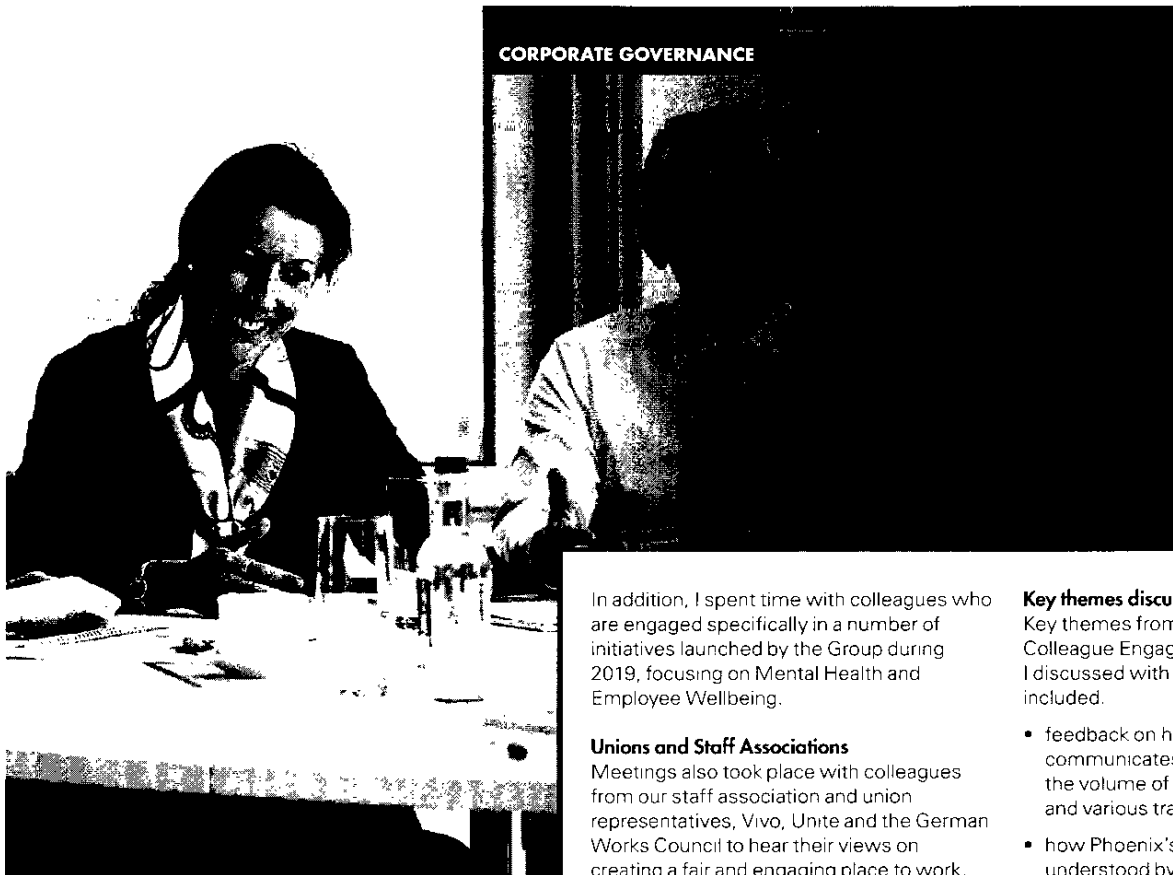 CORPORATE GOVERNANCE
In addition, I spent time with colleagues who
are engaged specifically in a number of
initiatives launched by the Group during
2019, focusing on Mental Health and
Employee Wellbeing.
Unions and Staff Associations
Meetings also took place with colleagues
from our staff association and union
representatives, Vivo, Unite and the German
Works Council to hear their views on
creating a fair and engaging place to work.
Key themes discu
Key themes from
Colleague Engag
I discussed with
included.
• feedback on h
communicates
the volume of
and various tra
• how Phoenix's
understood by